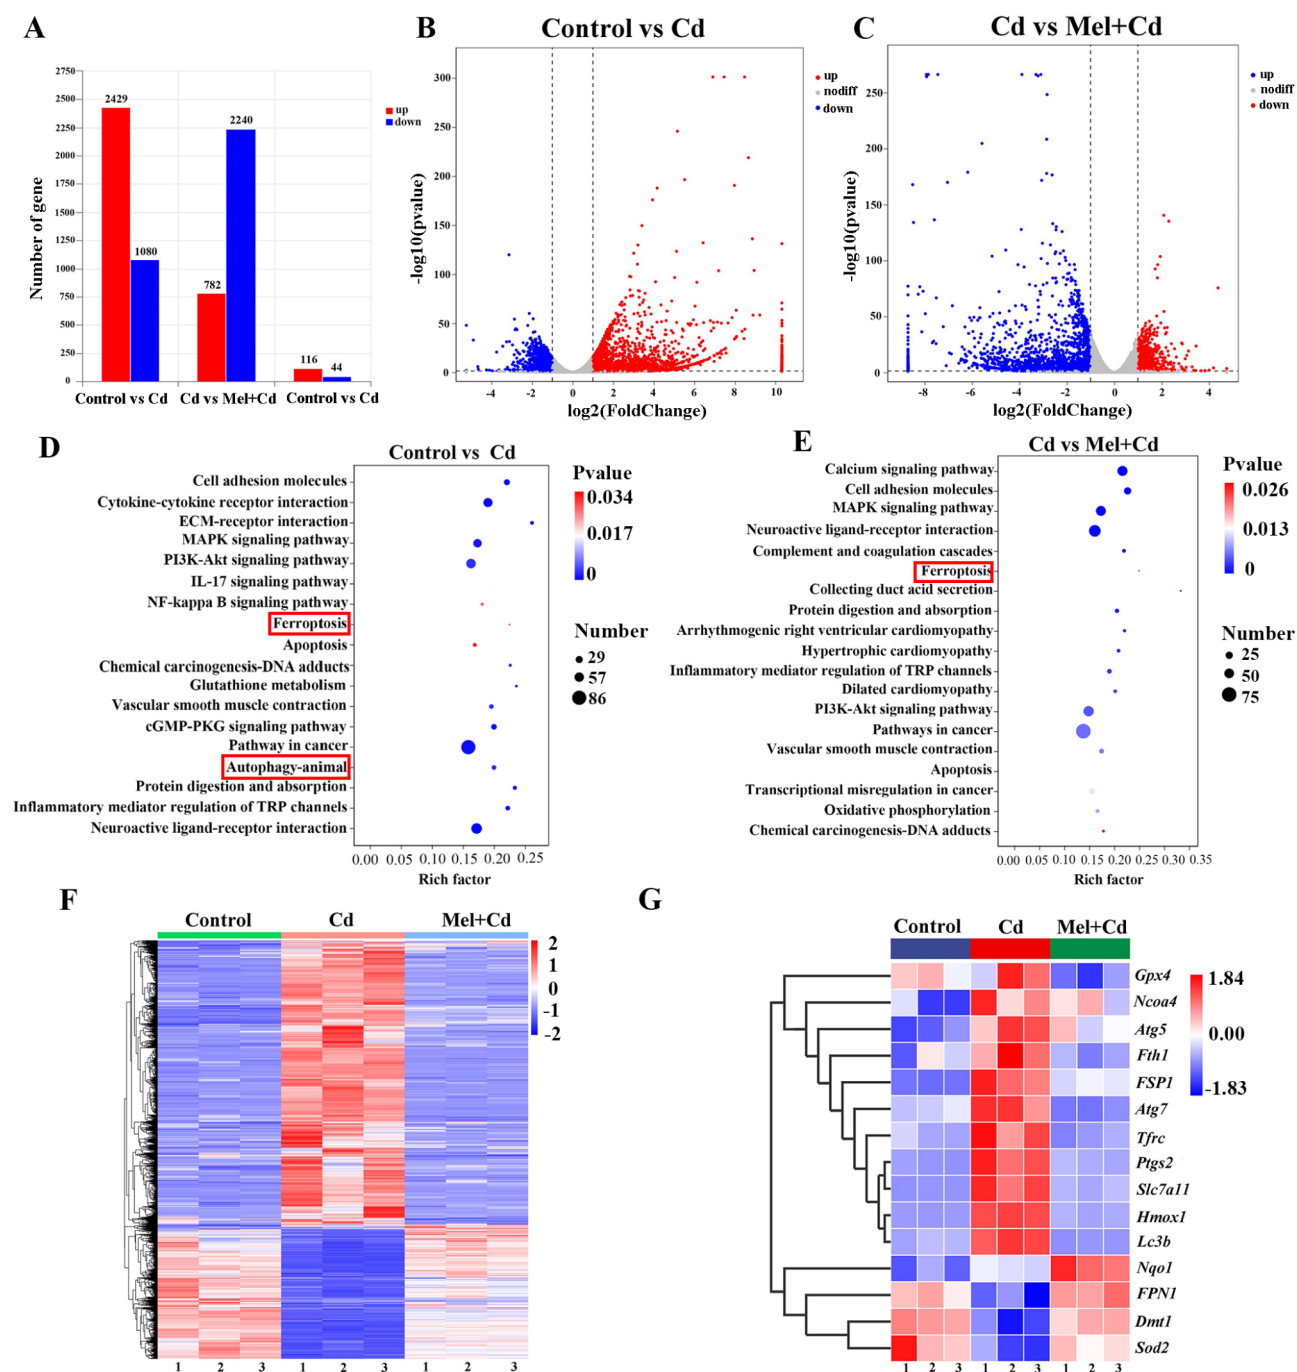 A
2750
2500
2250
2000
1750
1500
1250
1000
750
500
250
0
Number of gene
2429
1080
782
2240
116
44
up
down
Control vs Cd
Cd vs Mel+Cd
Control vs Cd
B
Control vs Cd
300
250
200
150
100
50
0
-log10(pvalue)
-4
-2
0
2
4
6
8
10
log2(FoldChange)
up
nodiff
down
C
Cd vs Mel+Cd
250
200
150
100
50
0
-log10(pvalue)
-8
-6
-4
-2
0
2
4
log2(FoldChange)
up
nodiff
down
D
Control vs Cd
Cell adhesion molecules
Cytokine-cytokine receptor interaction
ECM-receptor interaction
MAPK signaling pathway
PI3K-Akt signaling pathway
IL-17 signaling pathway
NF-kappa B signaling pathway
Ferroptosis
Apoptosis
Chemical carcinogenesis-DNA adducts
Glutathione metabolism
Vascular smooth muscle contraction
cGMP-PKG signaling pathway
Pathway in cancer
Autophagy-animal
Protein digestion and absorption
Inflammatory mediator regulation of TRP channels
Neuroactive ligand-receptor interaction
0.00 0.05 0.10 0.15 0.20 0.25
Rich factor
Pvalue
0.034
0.017
0
Number
29
57
86
E
Cd vs Mel+Cd
Calcium signaling pathway
Cell adhesion molecules
MAPK signaling pathway
Neuroactive ligand-receptor interaction
Complement and coagulation cascades
Ferroptosis
Collecting duct acid secretion
Protein digestion and absorption
Arrhythmogenic right ventricular cardiomyopathy
Hypertrophic cardiomyopathy
Inflammatory mediator regulation of TRP channels
Dilated cardiomyopathy
PI3K-Akt signaling pathway
Pathways in cancer
Vascular smooth muscle contraction
Apoptosis
Transcriptional misregulation in cancer
Oxidative phosphorylation
Chemical carcinogenesis-DNA adducts
0.00 0.05 0.10 0.15 0.20 0.25 0.30 0.35
Rich factor
Pvalue
0.026
0.013
0
Number
25
50
75
F
Control Cd Mel+Cd
2
1
0
-1
-2
1 2 3 1 2 3 1 2 3
G
Control Cd Mel+Cd
Gpx4
Ncoa4
Atg5
Fth1
FSP1
Atg7
Tfrc
Ptgs2
Slc7a11
Hmox1
Lc3b
Nqo1
FPN1
Dmt1
Sod2
1.84
0.00
-1.83
1 2 3 1 2 3 1 2 3